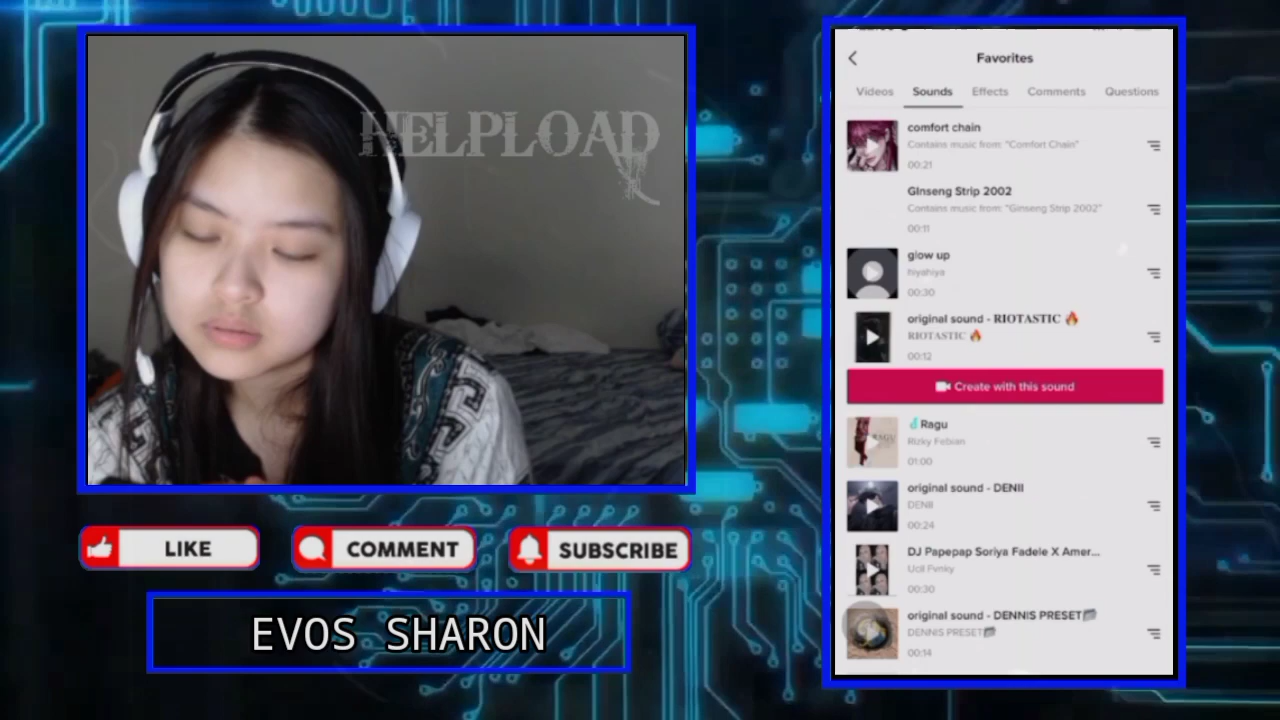 HELPLOAD
LIKE
COMMENT
SUBSCRIBE
EVOS SHARON
Favorites
Videos Sounds Effects Comments Questions
comfort chain
Contains music from: "Comfort Chain"
00:21
GInseng Strip 2002
Contains music from: "Ginseng Strip 2002"
00:11
glow up
hiyahiya
00:30
original sound - RIOTASTIC 🔥
RIOTASTIC 🔥
00:12
Create with this sound
Ragu
Rizky Febian
01:00
original sound - DENII
DENII
00:24
DJ Papepap Soriya Fadele X Amer...
Ucil Fvnky
00:30
original sound - DENNIS PRESET
DENNIS PRESET
00:14